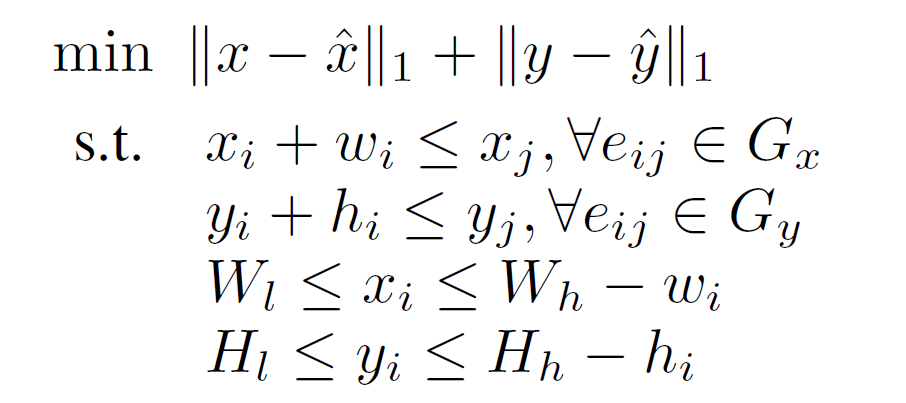 min ‖x − x̂‖₁ + ‖y − ŷ‖₁
s.t. xᵢ + wᵢ ≤ xⱼ, ∀eᵢⱼ ∈ Gₓ
yᵢ + hᵢ ≤ yⱼ, ∀eᵢⱼ ∈ G_y
W_l ≤ xᵢ ≤ W_h − wᵢ
H_l ≤ yᵢ ≤ H_h − hᵢ